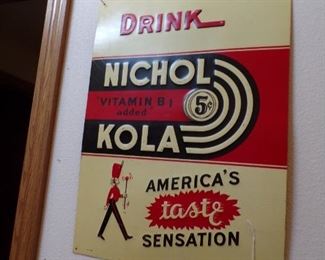 DRINK
NICHOL
VITAMIN B1
added
5¢
KOLA
AMERICA'S
taste
SENSATION